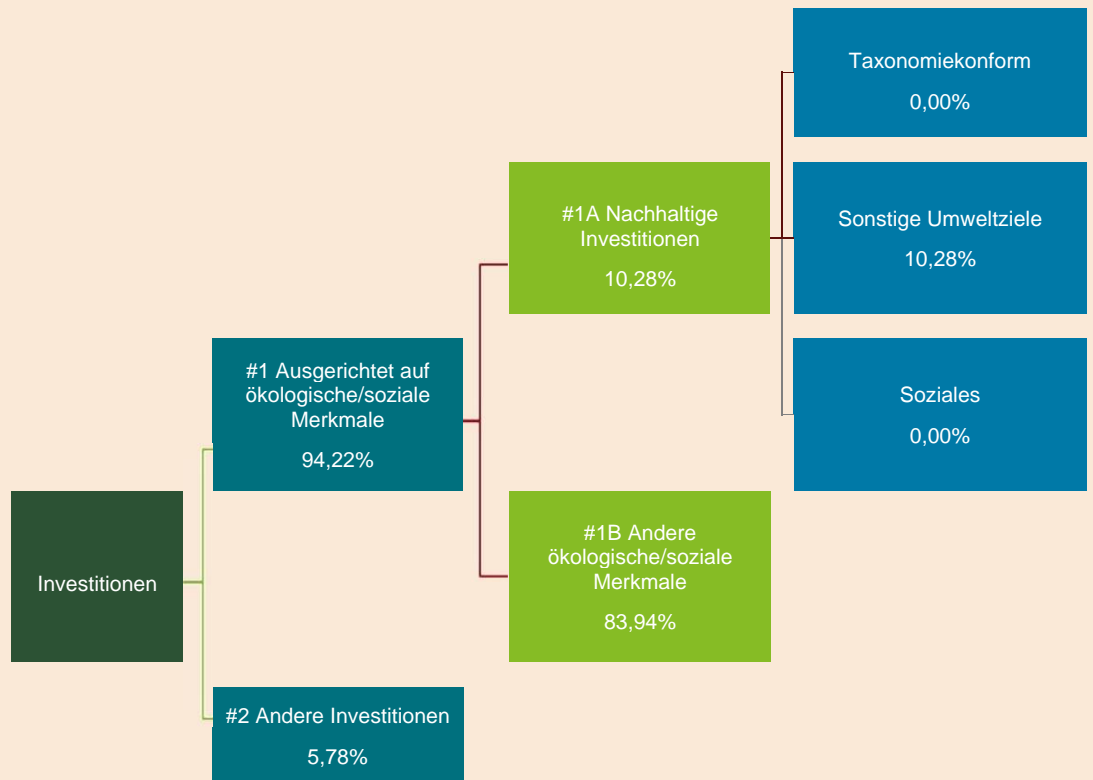 Investitionen
#1 Ausgerichtet auf
ökologische/soziale
Merkmale
94,22%
#2 Andere Investitionen
5,78%
#1A Nachhaltige
Investitionen
10,28%
#1B Andere
ökologische/soziale
Merkmale
83,94%
Taxonomiekonform
0,00%
Sonstige Umweltziele
10,28%
Soziales
0,00%